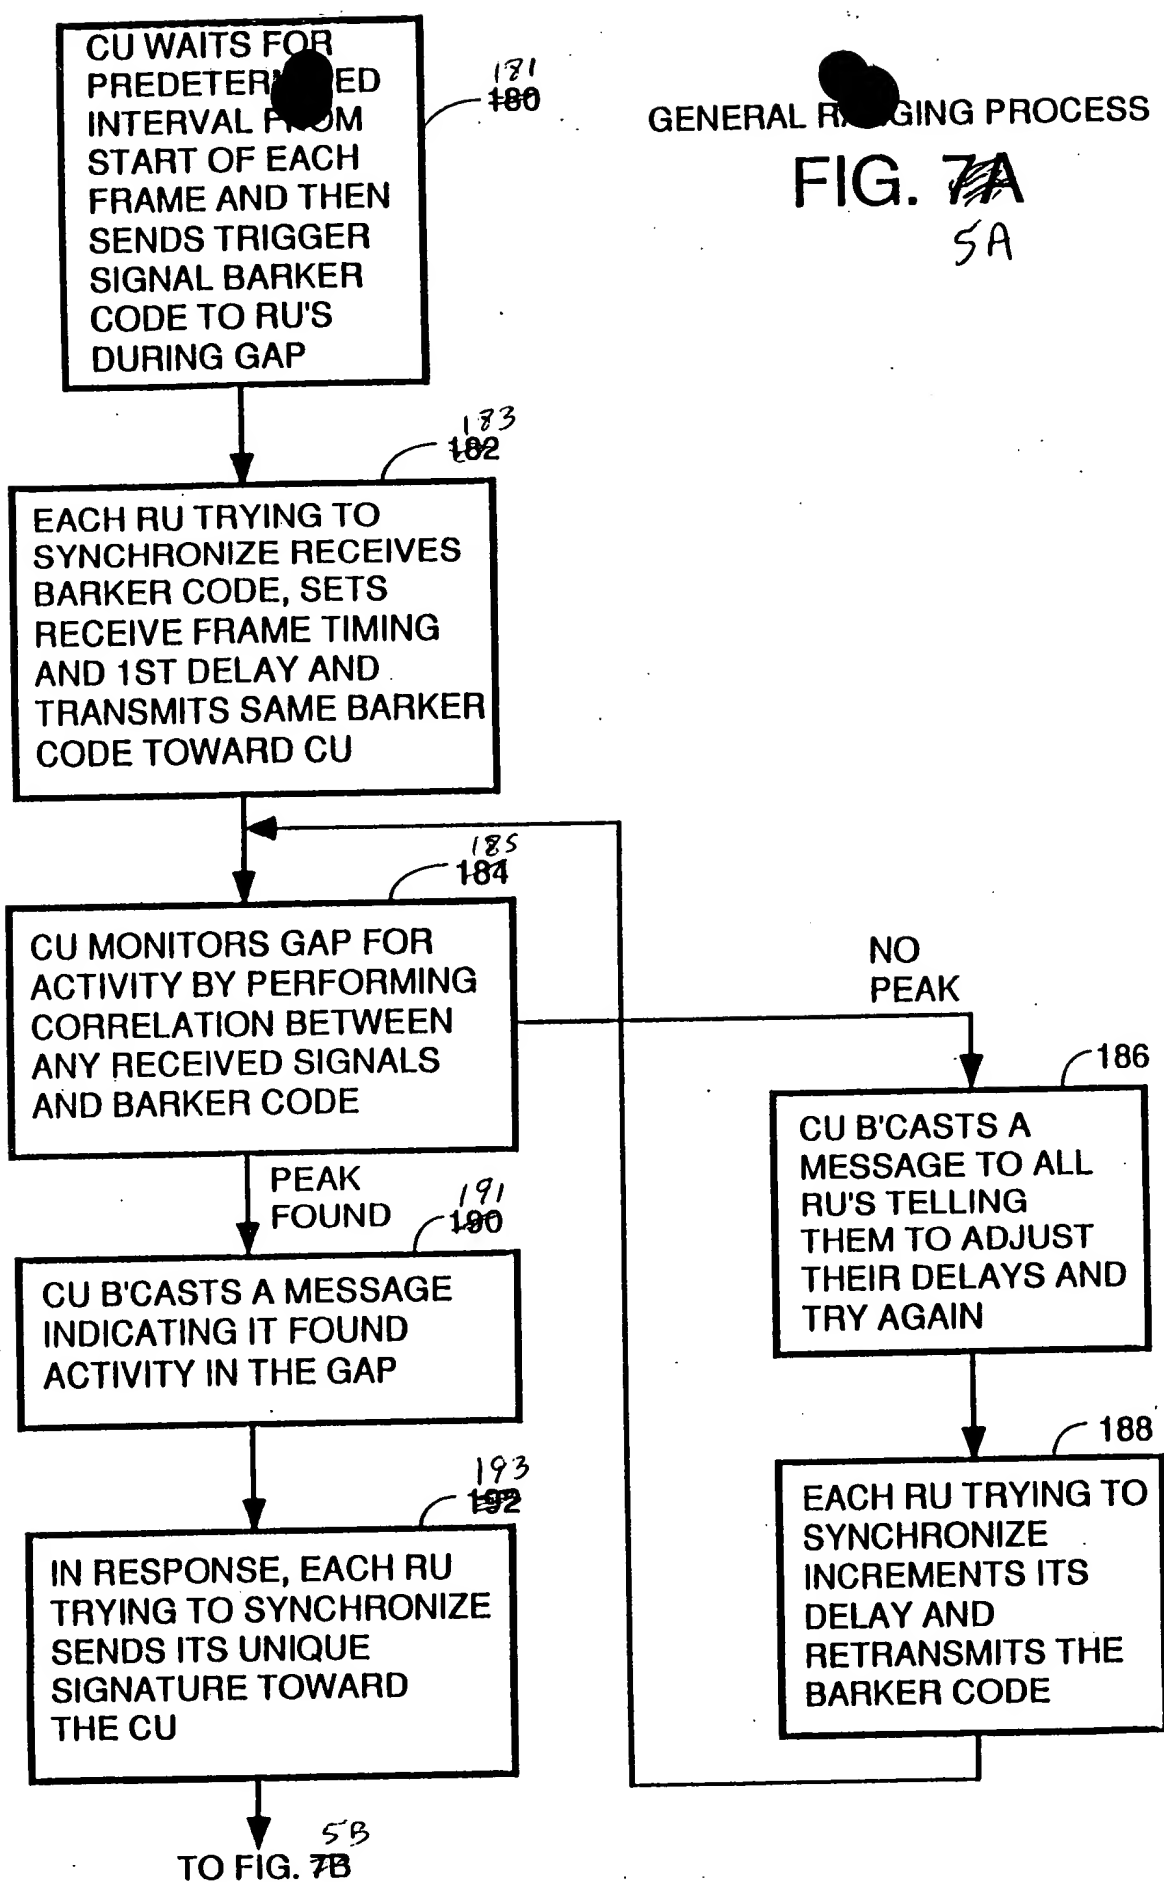 CU WAITS FOR
PREDETERMINED
INTERVAL FROM
START OF EACH
FRAME AND THEN
SENDS TRIGGER
SIGNAL BARKER
CODE TO RU'S
DURING GAP
181
180
GENERAL RANGING PROCESS
FIG. 7A
5A
183
182
EACH RU TRYING TO
SYNCHRONIZE RECEIVES
BARKER CODE, SETS
RECEIVE FRAME TIMING
AND 1ST DELAY AND
TRANSMITS SAME BARKER
CODE TOWARD CU
185
184
CU MONITORS GAP FOR
ACTIVITY BY PERFORMING
CORRELATION BETWEEN
ANY RECEIVED SIGNALS
AND BARKER CODE
NO
PEAK
186
CU B'CASTS A
MESSAGE TO ALL
RU'S TELLING
THEM TO ADJUST
THEIR DELAYS AND
TRY AGAIN
PEAK
FOUND
191
190
CU B'CASTS A MESSAGE
INDICATING IT FOUND
ACTIVITY IN THE GAP
188
EACH RU TRYING TO
SYNCHRONIZE
INCREMENTS ITS
DELAY AND
RETRANSMITS THE
BARKER CODE
193
192
IN RESPONSE, EACH RU
TRYING TO SYNCHRONIZE
SENDS ITS UNIQUE
SIGNATURE TOWARD
THE CU
5B
TO FIG. 7B